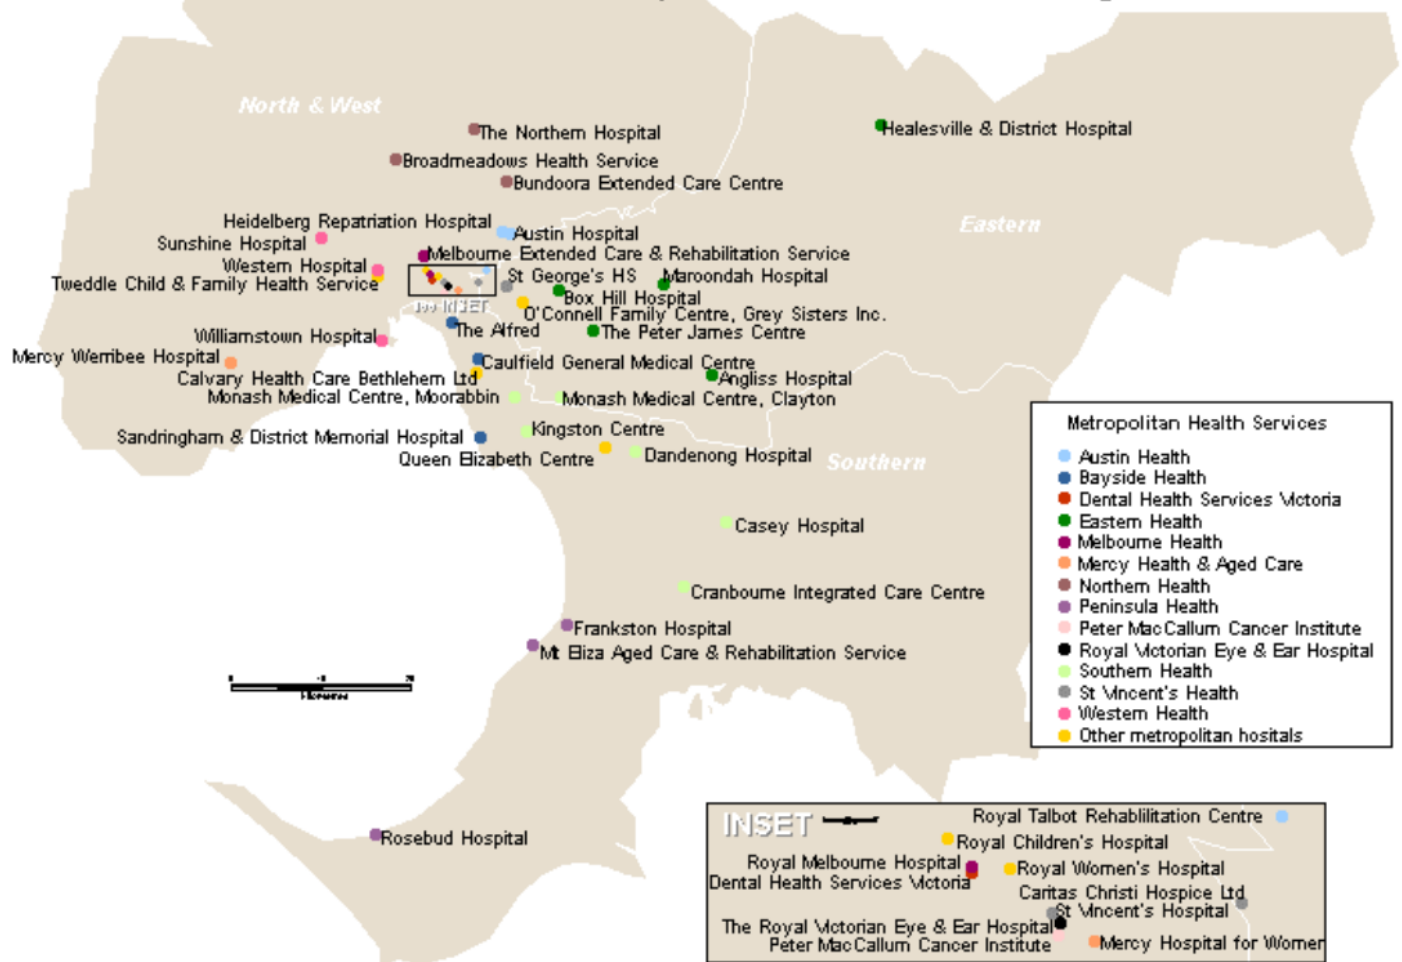 North & West
The Northern Hospital
Healesville & District Hospital
Broadmeadows Health Service
Bundoora Extended Care Centre
Heidelberg Repatriation Hospital
Eastern
Austin Hospital
Sunshine Hospital
Melbourne Extended Care & Rehabilitation Service
Western Hospital
St George's HS
Maroondah Hospital
Tweddle Child & Family Health Service
Box Hill Hospital
SEE INSET
O'Connell Family Centre, Grey Sisters Inc.
The Alfred
The Peter James Centre
Williamstown Hospital
Mercy Werribee Hospital
Caulfield General Medical Centre
Calvary Health Care Bethlehem Ltd
Angliss Hospital
Monash Medical Centre, Moorabbin
Monash Medical Centre, Clayton
Kingston Centre
Sandringham & District Memorial Hospital
Queen Elizabeth Centre
Dandenong Hospital
Southern
Casey Hospital
Cranbourne Integrated Care Centre
Frankston Hospital
Mt Eliza Aged Care & Rehabilitation Service
Rosebud Hospital
Metropolitan Health Services
Austin Health
Bayside Health
Dental Health Services Victoria
Eastern Health
Melbourne Health
Mercy Health & Aged Care
Northern Health
Peninsula Health
Peter MacCallum Cancer Institute
Royal Victorian Eye & Ear Hospital
Southern Health
St Vincent's Health
Western Health
Other metropolitan hositals
INSET
Royal Talbot Rehablilitation Centre
Royal Children's Hospital
Royal Melbourne Hospital
Royal Women's Hospital
Dental Health Services Victoria
Caritas Christi Hospice Ltd
St Vincent's Hospital
The Royal Victorian Eye & Ear Hospital
Peter MacCallum Cancer Institute
Mercy Hospital for Women